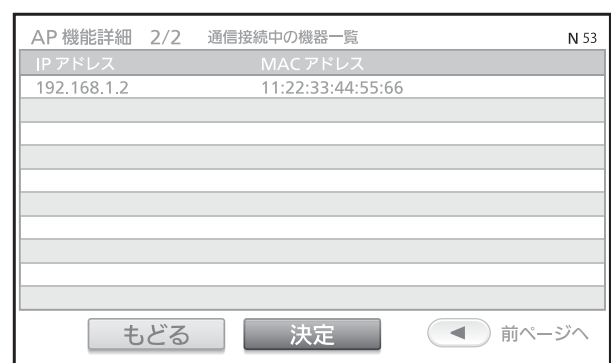 AP 機能詳細 2/2 通信接続中の機器一覧 N 53
IP アドレス MAC アドレス
192.168.1.2 11:22:33:44:55:66
もどる 決定 ◀ 前ページへ